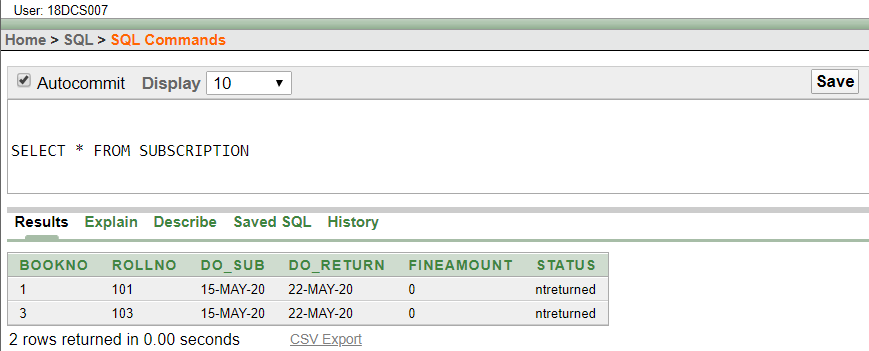 User: 18DCS007
Home > SQL > SQL Commands
Autocommit Display 10 Save
SELECT * FROM SUBSCRIPTION
Results Explain Describe Saved SQL History
BOOKNO ROLLNO DO_SUB DO_RETURN FINEAMOUNT STATUS
1 101 15-MAY-20 22-MAY-20 0 ntreturned
3 103 15-MAY-20 22-MAY-20 0 ntreturned
2 rows returned in 0.00 seconds CSV Export